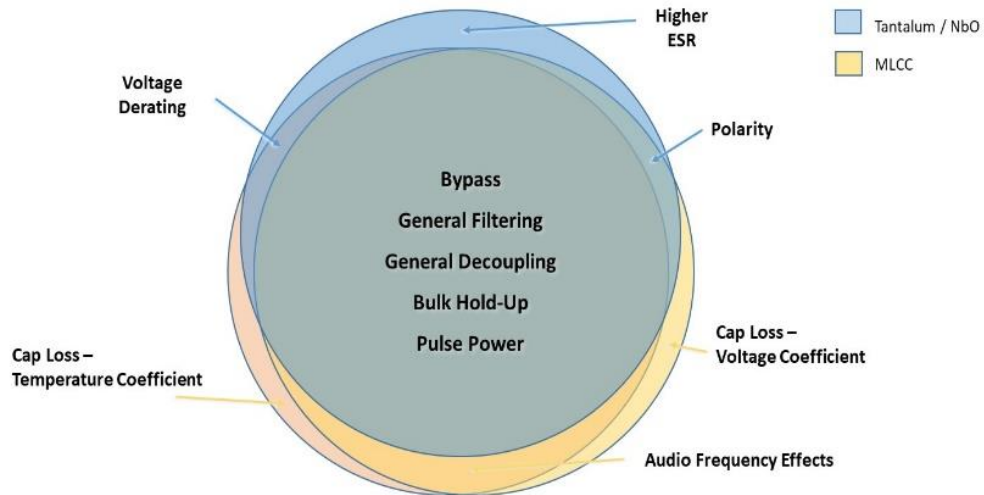 Higher
ESR
Tantalum / NbO
MLCC
Voltage
Derating
Polarity
Bypass
General Filtering
General Decoupling
Bulk Hold-Up
Pulse Power
Cap Loss –
Temperature Coefficient
Cap Loss –
Voltage Coefficient
Audio Frequency Effects